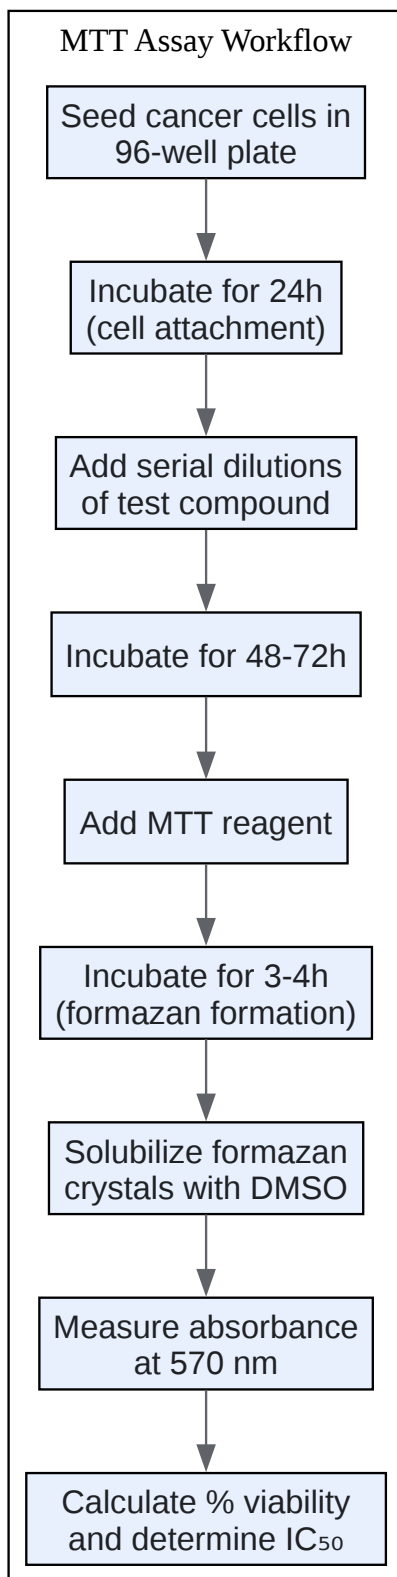 MTT Assay Workflow
Seed cancer cells in
96-well plate
Incubate for 24h
(cell attachment)
Add serial dilutions
of test compound
Incubate for 48-72h
Add MTT reagent
Incubate for 3-4h
(formazan formation)
Solubilize formazan
crystals with DMSO
Measure absorbance
at 570 nm
Calculate % viability
and determine IC₅₀